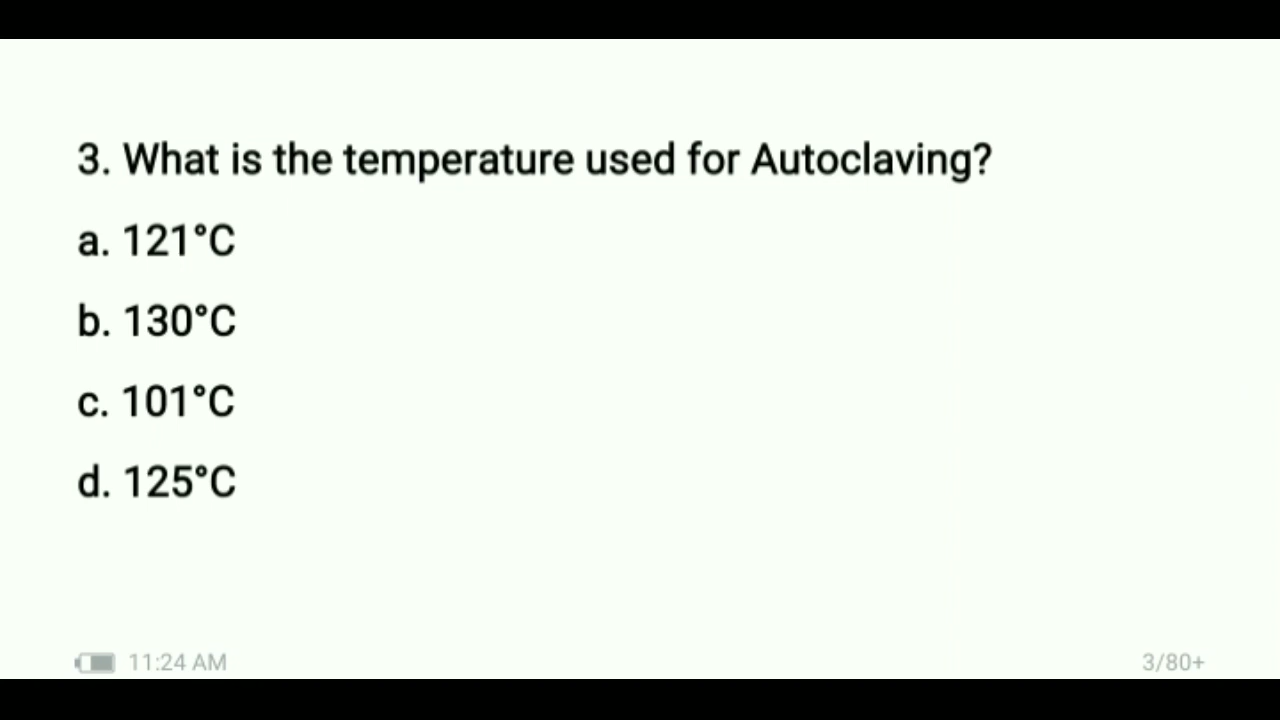 3. What is the temperature used for Autoclaving?
a. 121°C
b. 130°C
c. 101°C
d. 125°C
11:24 AM
3/80+